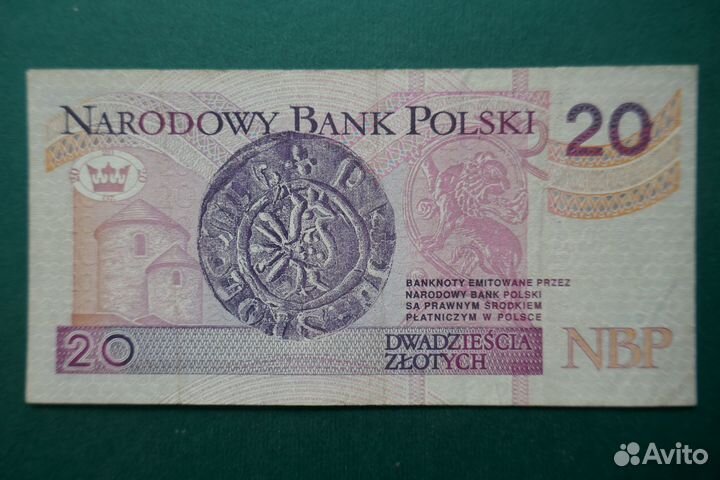 NARODOWY BANK POLSKI
20
BANKNOTY EMITOWANE PRZEZ
NARODOWY BANK POLSKI
SĄ PRAWNYM ŚRODKIEM
PŁATNICZYM W POLSCE
20
DWADZIEŚCIA
ZŁOTYCH
NBP
Avito